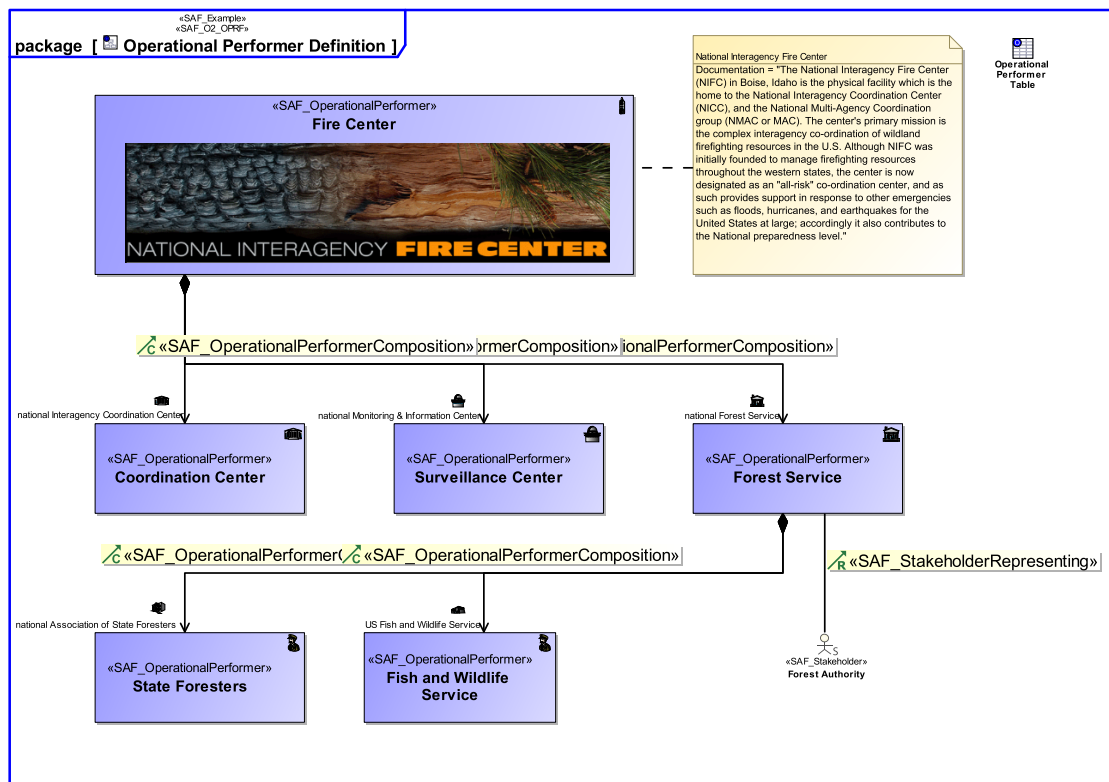 «SAF_Example»
«SAF_O2_OPRF»
package [ Operational Performer Definition ]
«SAF_OperationalPerformer»
Fire Center
NATIONAL INTERAGENCY FIRE CENTER
National Interagency Fire Center
Documentation = "The National Interagency Fire Center
(NIFC) in Boise, Idaho is the physical facility which is the
home to the National Interagency Coordination Center
(NICC), and the National Multi-Agency Coordination
group (NMAC or MAC). The center's primary mission is
the complex interagency co-ordination of wildland
firefighting resources in the U.S. Although NIFC was
initially founded to manage firefighting resources
throughout the western states, the center is now
designated as an "all-risk" co-ordination center, and as
such provides support in response to other emergencies
such as floods, hurricanes, and earthquakes for the
United States at large; accordingly it also contributes to
the National preparedness level."
Operational
Performer
Table
«SAF_OperationalPerformerComposition» rmerComposition» ionalPerformerComposition»
national Interagency Coordination Center
national Monitoring & Information Center
national Forest Service
«SAF_OperationalPerformer»
Coordination Center
«SAF_OperationalPerformer»
Surveillance Center
«SAF_OperationalPerformer»
Forest Service
«SAF_OperationalPerformer( «SAF_OperationalPerformerComposition»
«SAF_StakeholderRepresenting»
national Association of State Foresters
US Fish and Wildlife Service
«SAF_OperationalPerformer»
State Foresters
«SAF_OperationalPerformer»
Fish and Wildlife
Service
S
«SAF_Stakeholder»
Forest Authority